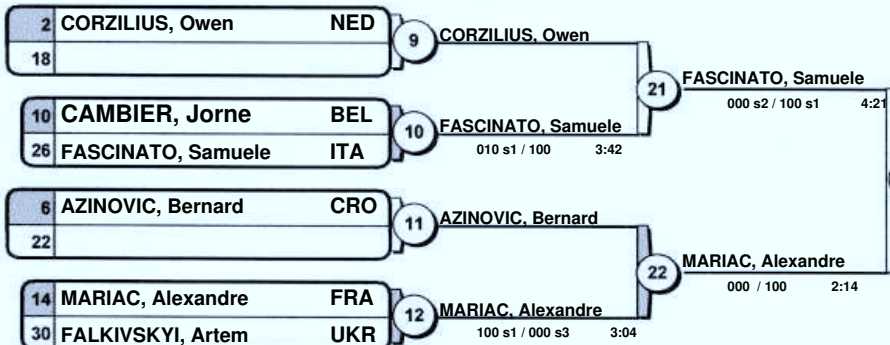 2 CORZILIUS, Owen NED
18
9
CORZILIUS, Owen
10 CAMBIER, Jorne BEL
26 FASCINATO, Samuele ITA
10
FASCINATO, Samuele
010 s1 / 100 3:42
21
FASCINATO, Samuele
000 s2 / 100 s1 4:21
6 AZINOVIC, Bernard CRO
22
11
AZINOVIC, Bernard
14 MARIAC, Alexandre FRA
30 FALKIVSKYI, Artem UKR
12
MARIAC, Alexandre
100 s1 / 000 s3 3:04
22
MARIAC, Alexandre
000 / 100 2:14